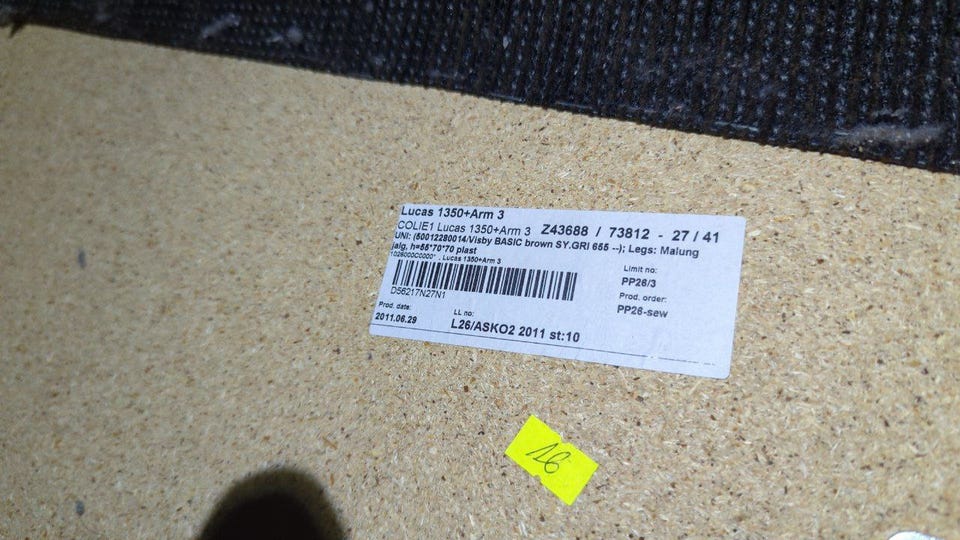 Lucas 1350+Arm 3
COLIE1 Lucas 1350+Arm 3 Z43688 / 73812 - 27 / 41
UNI: (50012280014/Visby BASIC brown SY.GRI 655 --); Legs: Malung
jalg, h=55*70*70 plast
1026000C0000* , Lucas 1350+Arm 3
D56217N27N1
Limit no:
PP26/3
Prod. order:
PP26-sew
Prod. date:
2011.06.29
LL no:
L26/ASKO2 2011 st:10
16